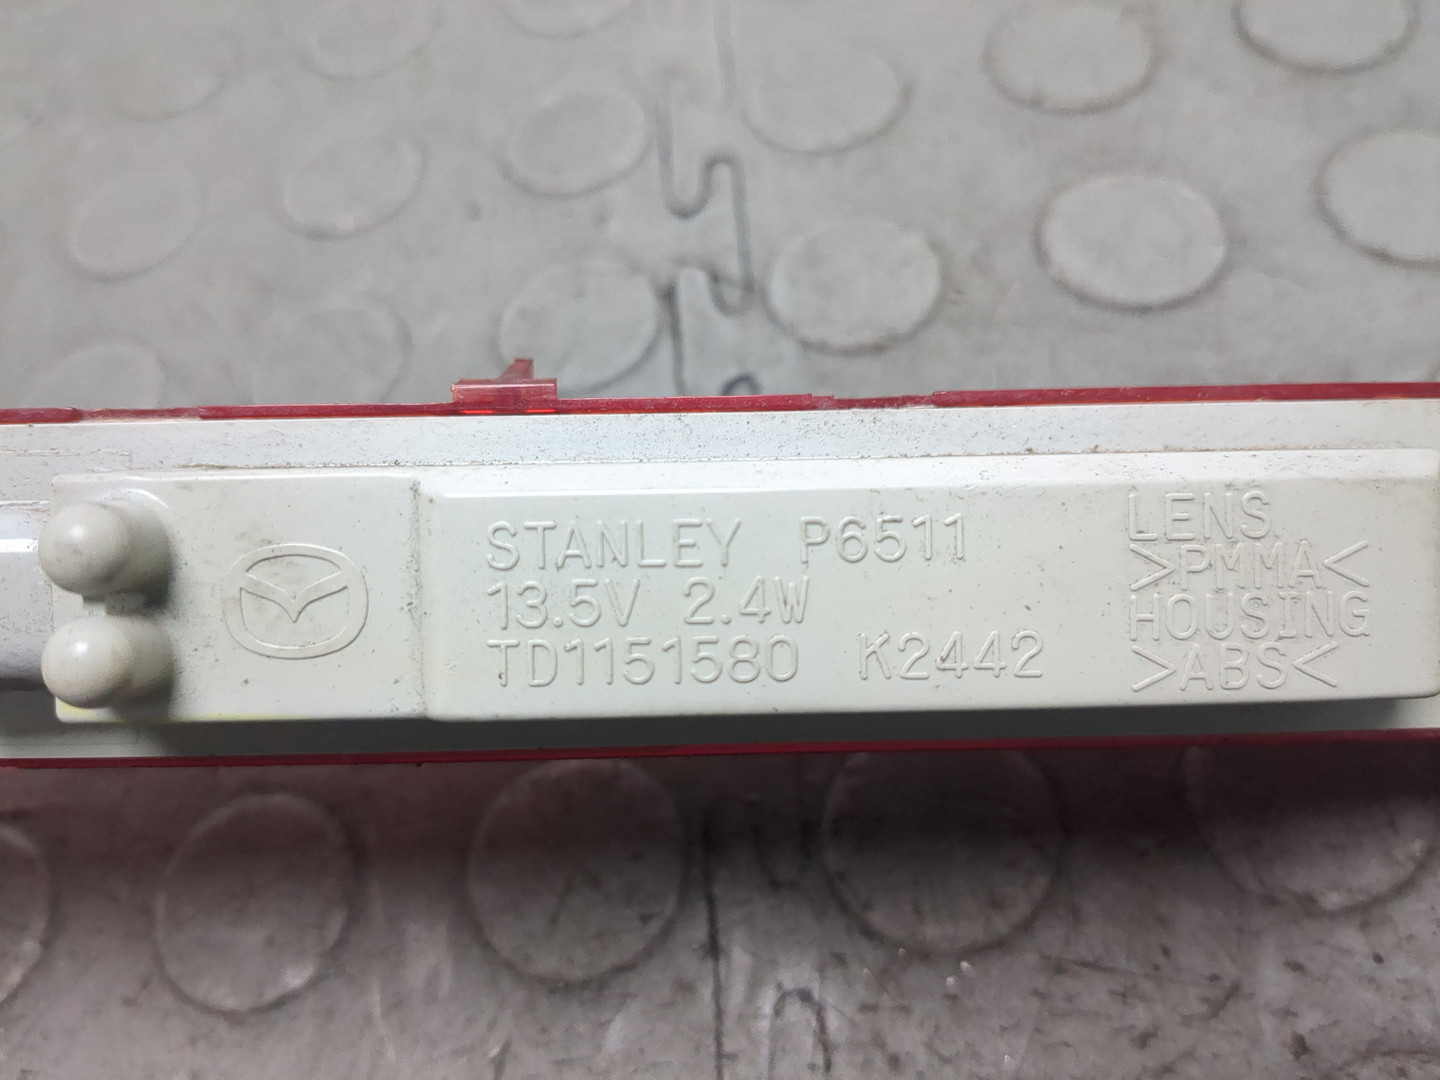 STANLEY P6511
13.5V 2.4W
TD1151580 K2442
LENS
>PMMA<
HOUSING
>ABS<